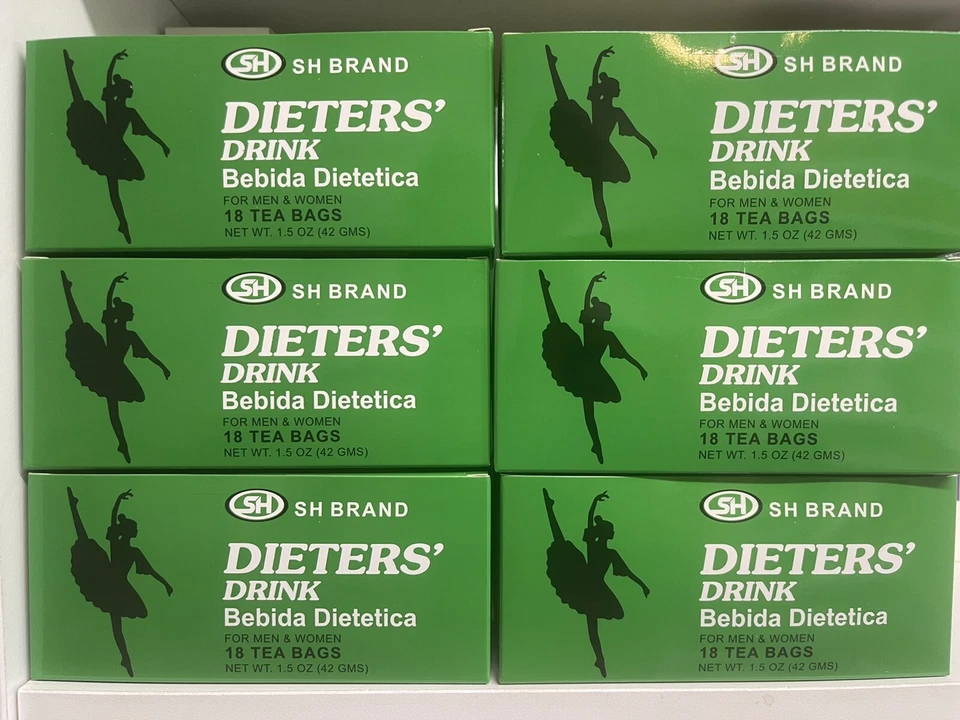 SH SH BRAND
DIETERS'
DRINK
Bebida Dietetica
FOR MEN & WOMEN
18 TEA BAGS
NET WT. 1.5 OZ (42 GMS)
SH SH BRAND
DIETERS'
DRINK
Bebida Dietetica
FOR MEN & WOMEN
18 TEA BAGS
NET WT. 1.5 OZ (42 GMS)
SH SH BRAND
DIETERS'
DRINK
Bebida Dietetica
FOR MEN & WOMEN
18 TEA BAGS
NET WT. 1.5 OZ (42 GMS)
SH SH BRAND
DIETERS'
DRINK
Bebida Dietetica
FOR MEN & WOMEN
18 TEA BAGS
NET WT. 1.5 OZ (42 GMS)
SH SH BRAND
DIETERS'
DRINK
Bebida Dietetica
FOR MEN & WOMEN
18 TEA BAGS
NET WT. 1.5 OZ (42 GMS)
SH SH BRAND
DIETERS'
DRINK
Bebida Dietetica
FOR MEN & WOMEN
18 TEA BAGS
NET WT. 1.5 OZ (42 GMS)